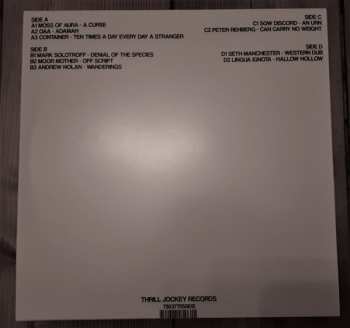 SIDE A
A1 MOSS OF AURA - A CURSE
A2 OAA - ADARAH
A3 CONTAINER - TEN TIMES A DAY EVERY DAY A STRANGER
SIDE B
B1 MARK SOLOTROFF - DENIAL OF THE SPECIES
B2 MOOR MOTHER - OFF SCRIPT
B3 ANDREW NOLAN - WANDERINGS
SIDE C
C1 SOW DISCORD - AN URN
C2 PETER REHBERG - CAN CARRY NO WEIGHT
SIDE D
D1 SETH MANCHESTER - WESTERN DUB
D2 LINGUA IGNOTA - HALLOW HOLLOW
THRILL JOCKEY RECORDS